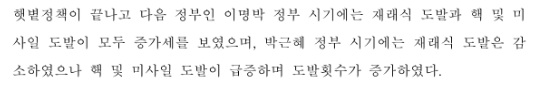 햇볕정책이 끝나고 다음 정부인 이명박 정부 시기에는 재래식 도발과 핵 및 미
사일 도발이 모두 증가세를 보였으며, 박근혜 정부 시기에는 재래식 도발은 감
소하였으나 핵 및 미사일 도발이 급증하며 도발횟수가 증가하였다.